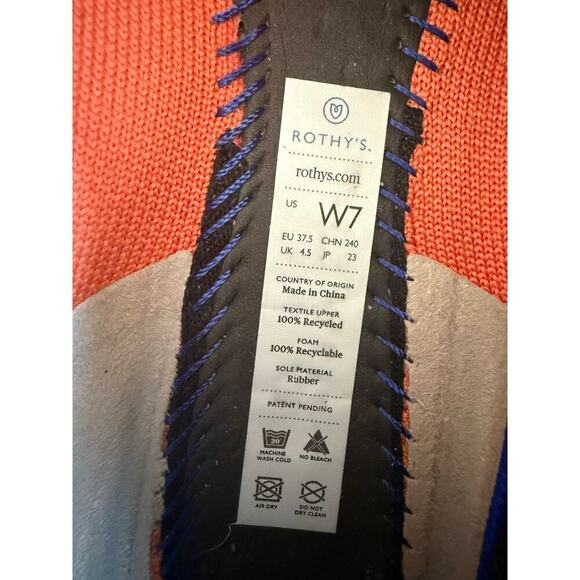 ROTHY'S
rothys.com
US W7
EU 37.5 CHN 240
UK 4.5 JP 23
COUNTRY OF ORIGIN
Made in China
TEXTILE UPPER
100% Recycled
FOAM
100% Recyclable
SOLE MATERIAL
Rubber
PATENT PENDING
30°
MACHINE WASH COLD
NO BLEACH
AIR DRY
DO NOT DRY CLEAN